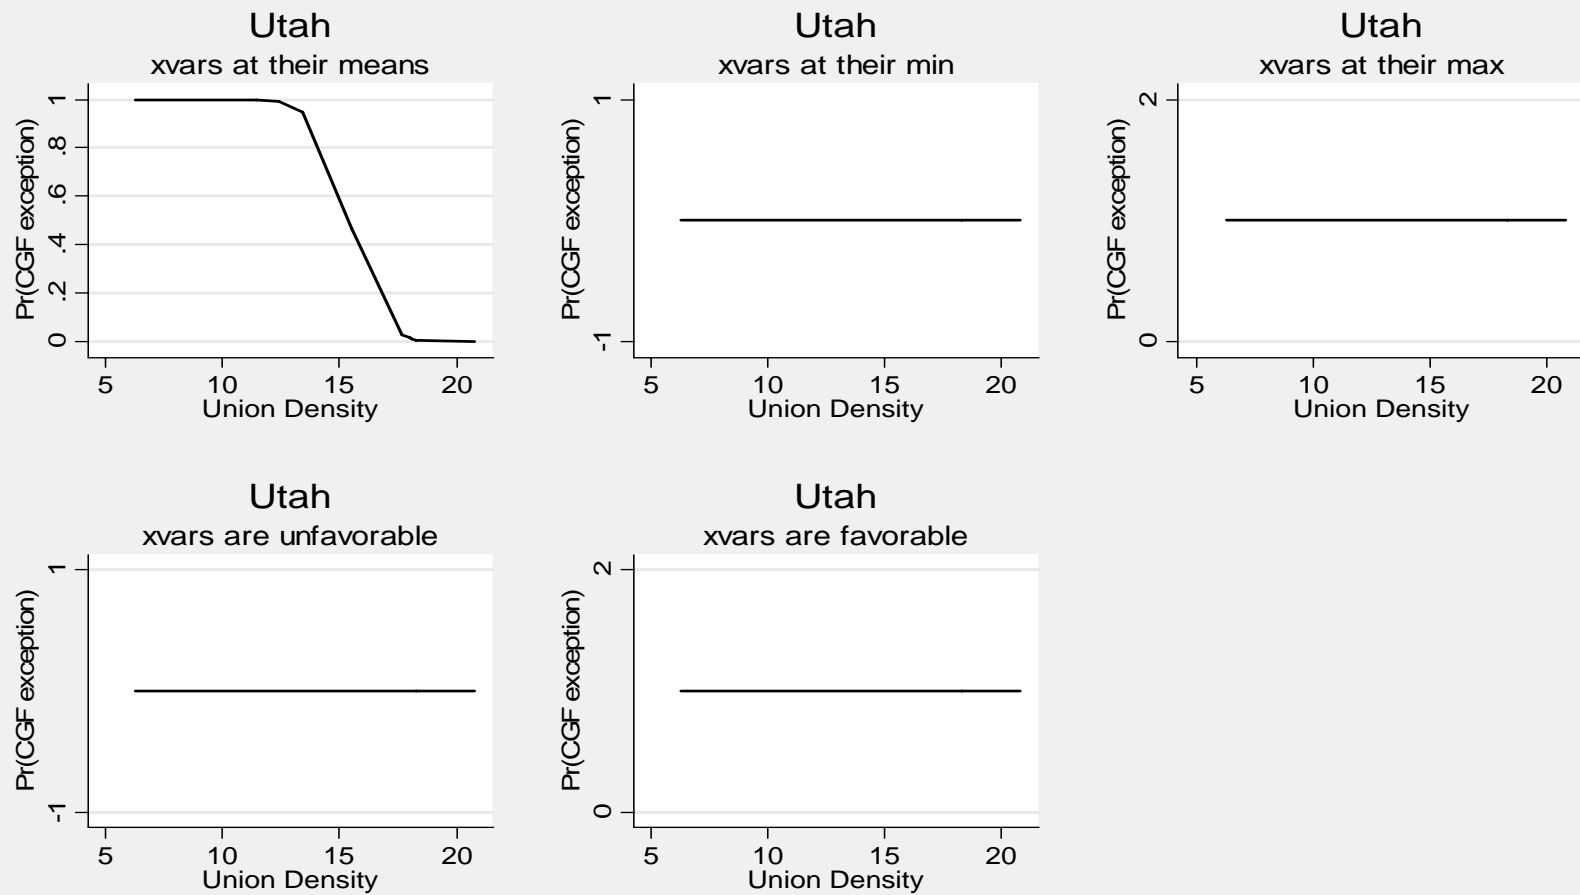 Utah
xvars at their means
Pr(CGF exception)
1
.8
.6
.4
.2
0
5 10 15 20
Union Density
Utah
xvars at their min
Pr(CGF exception)
1
-1
5 10 15 20
Union Density
Utah
xvars at their max
Pr(CGF exception)
2
0
5 10 15 20
Union Density
Utah
xvars are unfavorable
Pr(CGF exception)
1
-1
5 10 15 20
Union Density
Utah
xvars are favorable
Pr(CGF exception)
2
0
5 10 15 20
Union Density